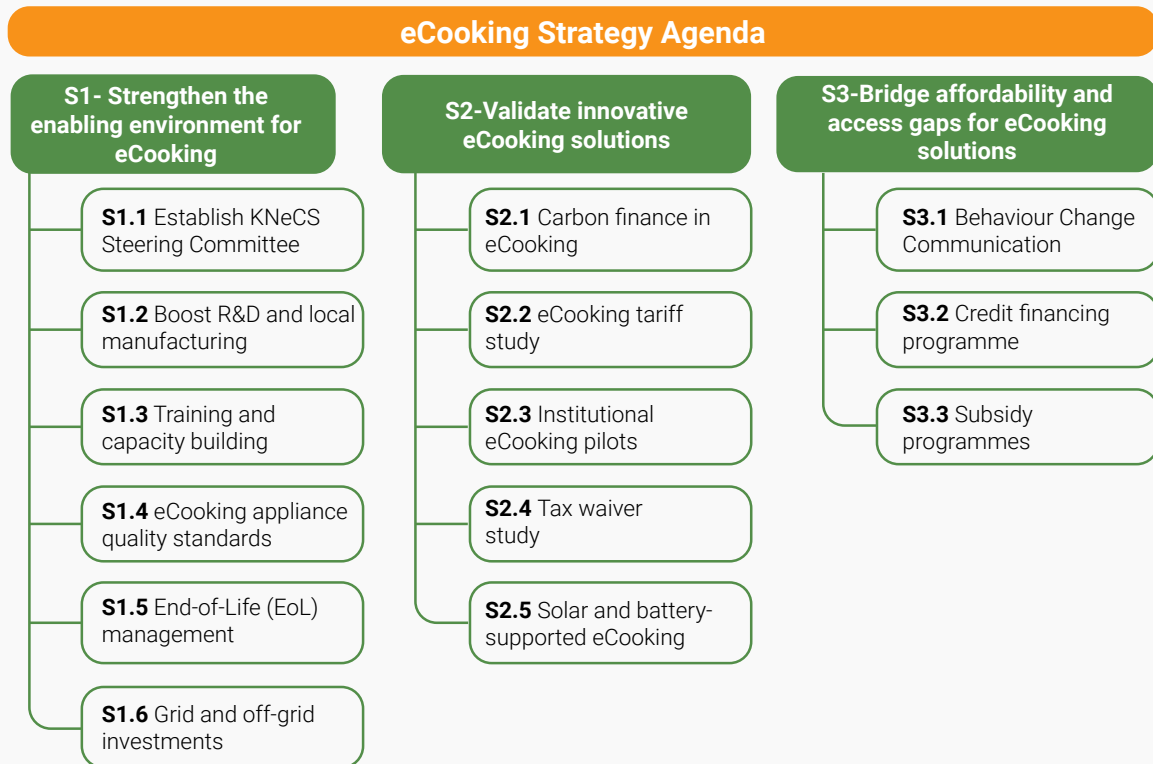 eCooking Strategy Agenda
S1- Strengthen the
enabling environment for
eCooking
S1.1 Establish KNeCS
Steering Committee
S1.2 Boost R&D and local
manufacturing
S1.3 Training and
capacity building
S1.4 eCooking appliance
quality standards
S1.5 End-of-Life (EoL)
management
S1.6 Grid and off-grid
investments
S2-Validate innovative
eCooking solutions
S2.1 Carbon finance in
eCooking
S2.2 eCooking tariff
study
S2.3 Institutional
eCooking pilots
S2.4 Tax waiver
study
S2.5 Solar and battery-
supported eCooking
S3-Bridge affordability and
access gaps for eCooking
solutions
S3.1 Behaviour Change
Communication
S3.2 Credit financing
programme
S3.3 Subsidy
programmes